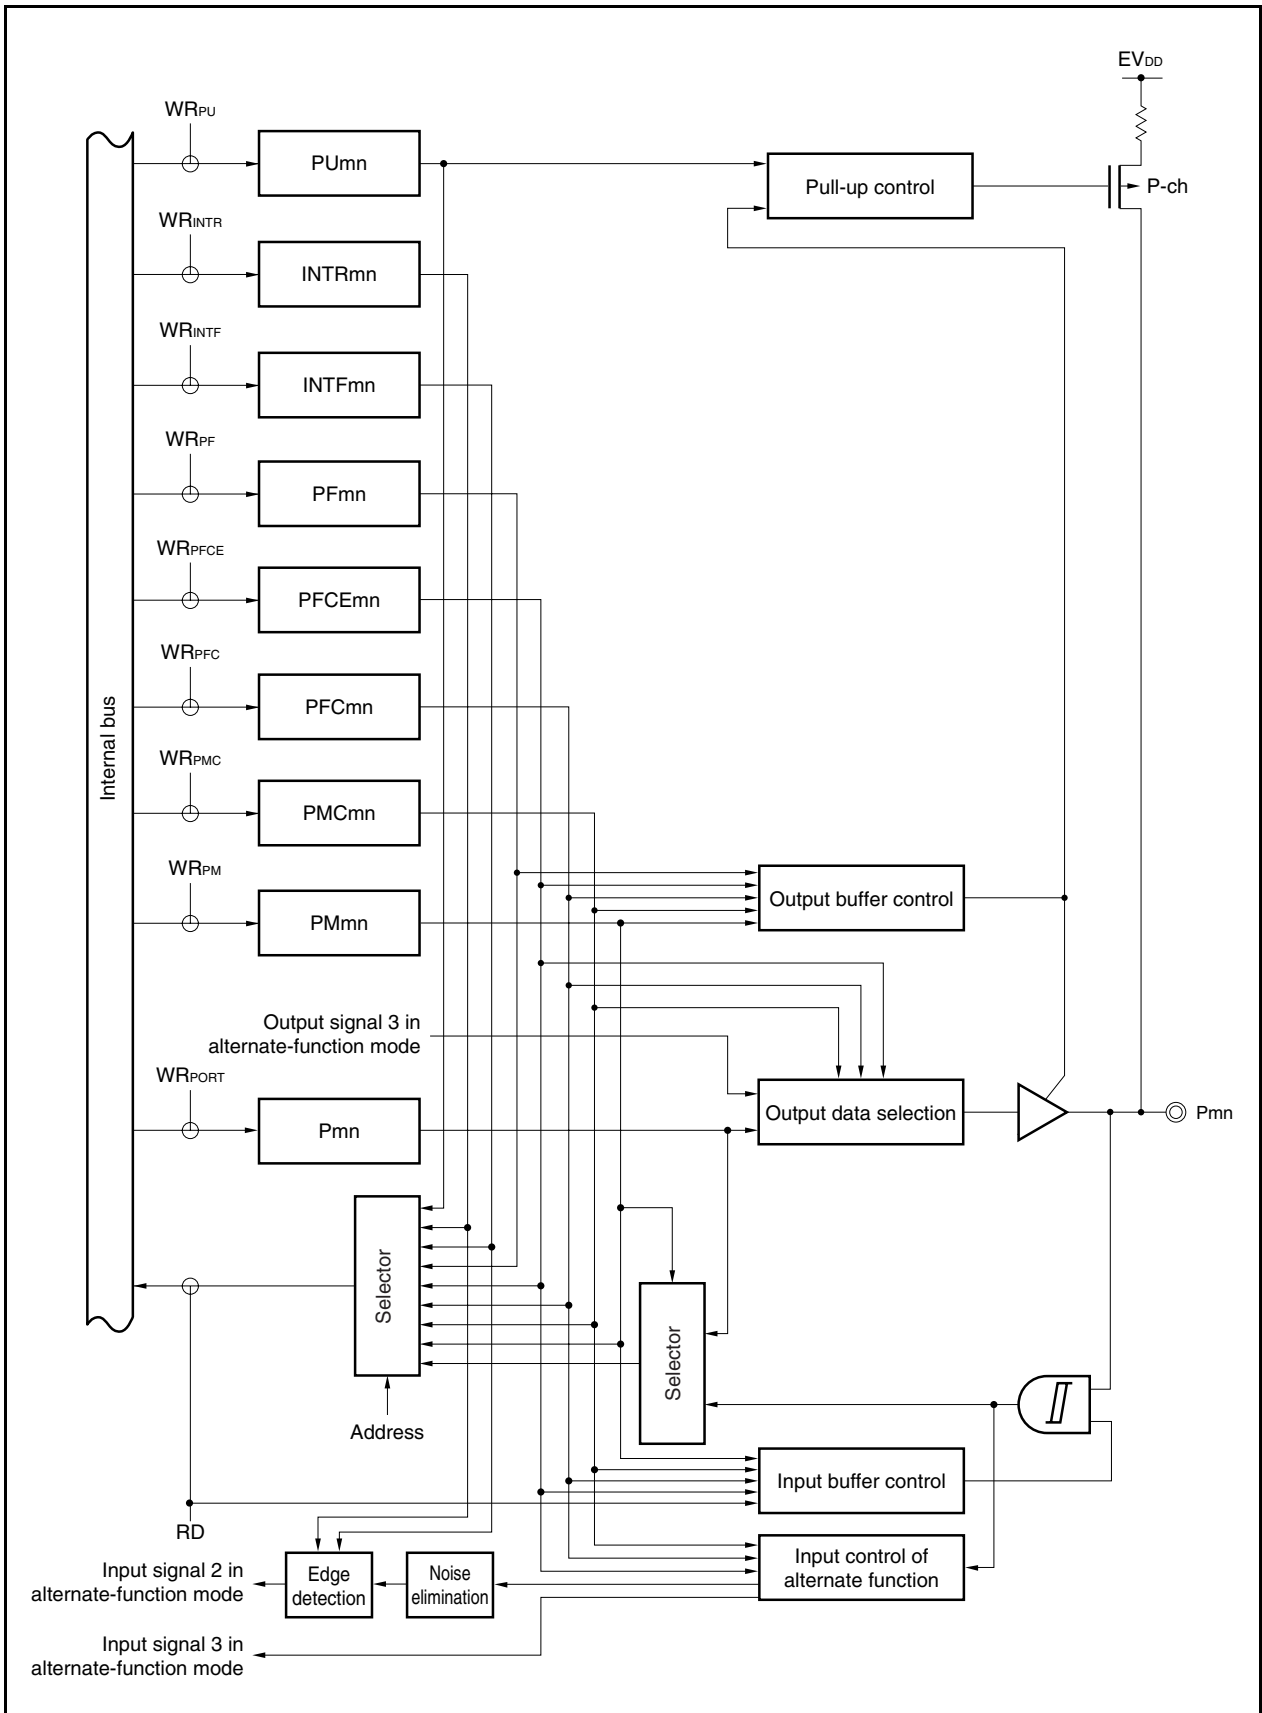 EVDD
WRPU
PUmn
Pull-up control
P-ch
WRINTR
INTRmn
WRINTF
INTFmn
WRPF
PFmn
WRPFCE
PFCEmn
WRPFC
PFCmn
Internal bus
WRPMC
PMCmn
WRPM
PMmn
Output buffer control
Output signal 3 in
alternate-function mode
WRPORT
Pmn
Output data selection
Pmn
Selector
Selector
Address
Input buffer control
RD
Input signal 2 in
alternate-function mode
Edge
detection
Noise
elimination
Input control of
alternate function
Input signal 3 in
alternate-function mode